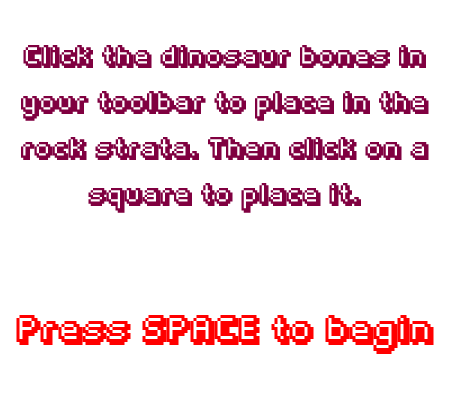 Click the dinosaur bones in
your toolbar to place in the
rock strata. Then click on a
square to place it.
Press SPACE to begin